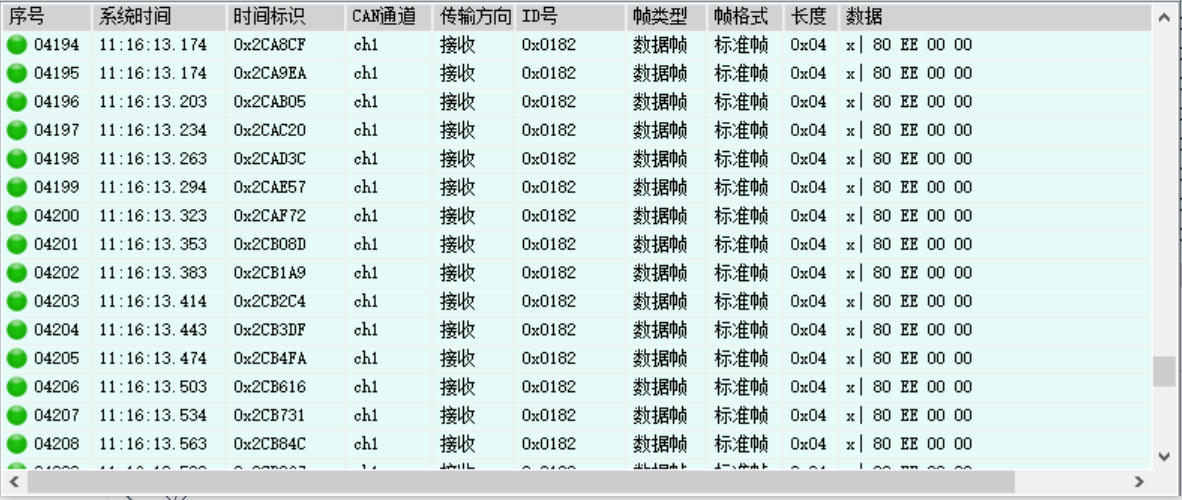 序号 系统时间 时间标识 CAN通道 传输方向 ID号 帧类型 帧格式 长度 数据
04194 11:16:13.174 0x2CA8CF ch1 接收 0x0182 数据帧 标准帧 0x04 x| 80 EE 00 00
04195 11:16:13.174 0x2CA9EA ch1 接收 0x0182 数据帧 标准帧 0x04 x| 80 EE 00 00
04196 11:16:13.203 0x2CAB05 ch1 接收 0x0182 数据帧 标准帧 0x04 x| 80 EE 00 00
04197 11:16:13.234 0x2CAC20 ch1 接收 0x0182 数据帧 标准帧 0x04 x| 80 EE 00 00
04198 11:16:13.263 0x2CAD3C ch1 接收 0x0182 数据帧 标准帧 0x04 x| 80 EE 00 00
04199 11:16:13.294 0x2CAE57 ch1 接收 0x0182 数据帧 标准帧 0x04 x| 80 EE 00 00
04200 11:16:13.323 0x2CAF72 ch1 接收 0x0182 数据帧 标准帧 0x04 x| 80 EE 00 00
04201 11:16:13.353 0x2CB08D ch1 接收 0x0182 数据帧 标准帧 0x04 x| 80 EE 00 00
04202 11:16:13.383 0x2CB1A9 ch1 接收 0x0182 数据帧 标准帧 0x04 x| 80 EE 00 00
04203 11:16:13.414 0x2CB2C4 ch1 接收 0x0182 数据帧 标准帧 0x04 x| 80 EE 00 00
04204 11:16:13.443 0x2CB3DF ch1 接收 0x0182 数据帧 标准帧 0x04 x| 80 EE 00 00
04205 11:16:13.474 0x2CB4FA ch1 接收 0x0182 数据帧 标准帧 0x04 x| 80 EE 00 00
04206 11:16:13.503 0x2CB616 ch1 接收 0x0182 数据帧 标准帧 0x04 x| 80 EE 00 00
04207 11:16:13.534 0x2CB731 ch1 接收 0x0182 数据帧 标准帧 0x04 x| 80 EE 00 00
04208 11:16:13.563 0x2CB84C ch1 接收 0x0182 数据帧 标准帧 0x04 x| 80 EE 00 00